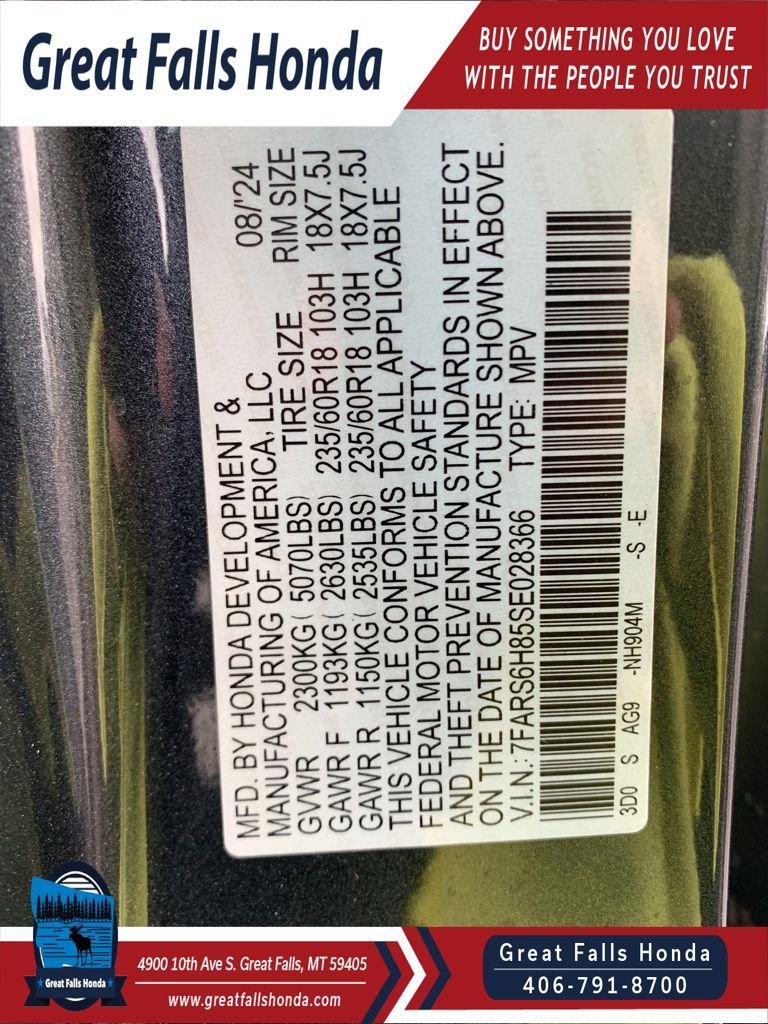 Great Falls Honda
BUY SOMETHING YOU LOVE
WITH THE PEOPLE YOU TRUST
MFD. BY HONDA DEVELOPMENT & 08/'24
MANUFACTURING OF AMERICA, LLC
TIRE SIZE RIM SIZE
GVWR 2300KG ( 5070LBS)
GAWR F 1193KG ( 2630LBS) 235/60R18 103H 18X7.5J
GAWR R 1150KG ( 2535LBS) 235/60R18 103H 18X7.5J
THIS VEHICLE CONFORMS TO ALL APPLICABLE
FEDERAL MOTOR VEHICLE SAFETY
AND THEFT PREVENTION STANDARDS IN EFFECT
ON THE DATE OF MANUFACTURE SHOWN ABOVE.
V.I.N.: 7FARS6H85SE028366 TYPE: MPV
3D0 S AG9 -NH904M -S -E
Great Falls Honda
4900 10th Ave S. Great Falls, MT 59405
www.greatfallshonda.com
Great Falls Honda
406-791-8700